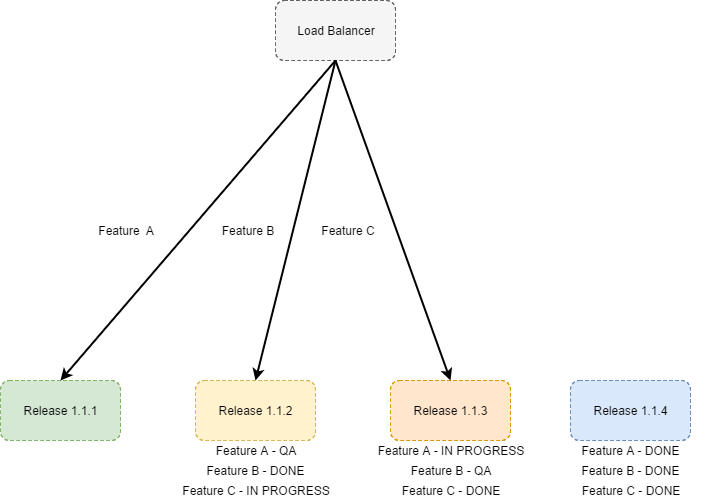 Load Balancer
Feature  A
Feature B
Feature C
Release 1.1.1
Release 1.1.2
Release 1.1.3
Release 1.1.4
Feature A - QA
Feature B - DONE
Feature C - IN PROGRESS
Feature A - IN PROGRESS
Feature B - QA
Feature C - DONE
Feature A - DONE
Feature B - DONE
Feature C - DONE